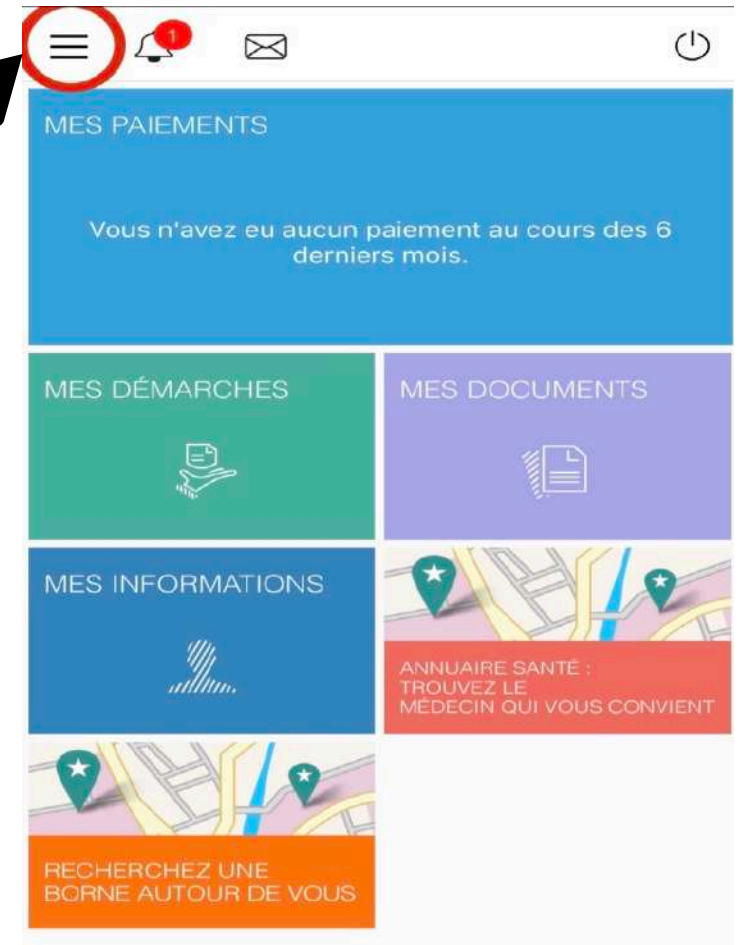 1
MES PAIEMENTS
Vous n'avez eu aucun paiement au cours des 6
derniers mois.
MES DÉMARCHES
MES DOCUMENTS
MES INFORMATIONS
ANNUAIRE SANTÉ :
TROUVEZ LE
MÉDECIN QUI VOUS CONVIENT
RECHERCHEZ UNE
BORNE AUTOUR DE VOUS